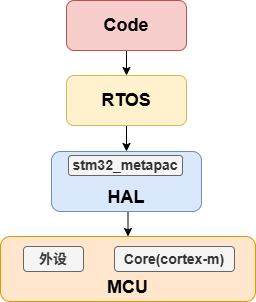 Code
RTOS
stm32_metapac
HAL
外设 Core(cortex-m)
MCU